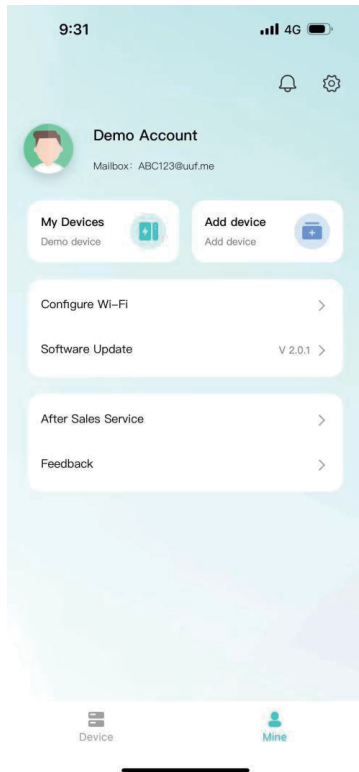 9:31 4G
Demo Account
Mailbox: ABC123@uuf.me
My Devices
Demo device
Add device
Add device
Configure Wi-Fi
Software Update V 2.0.1
After Sales Service
Feedback
Device Mine